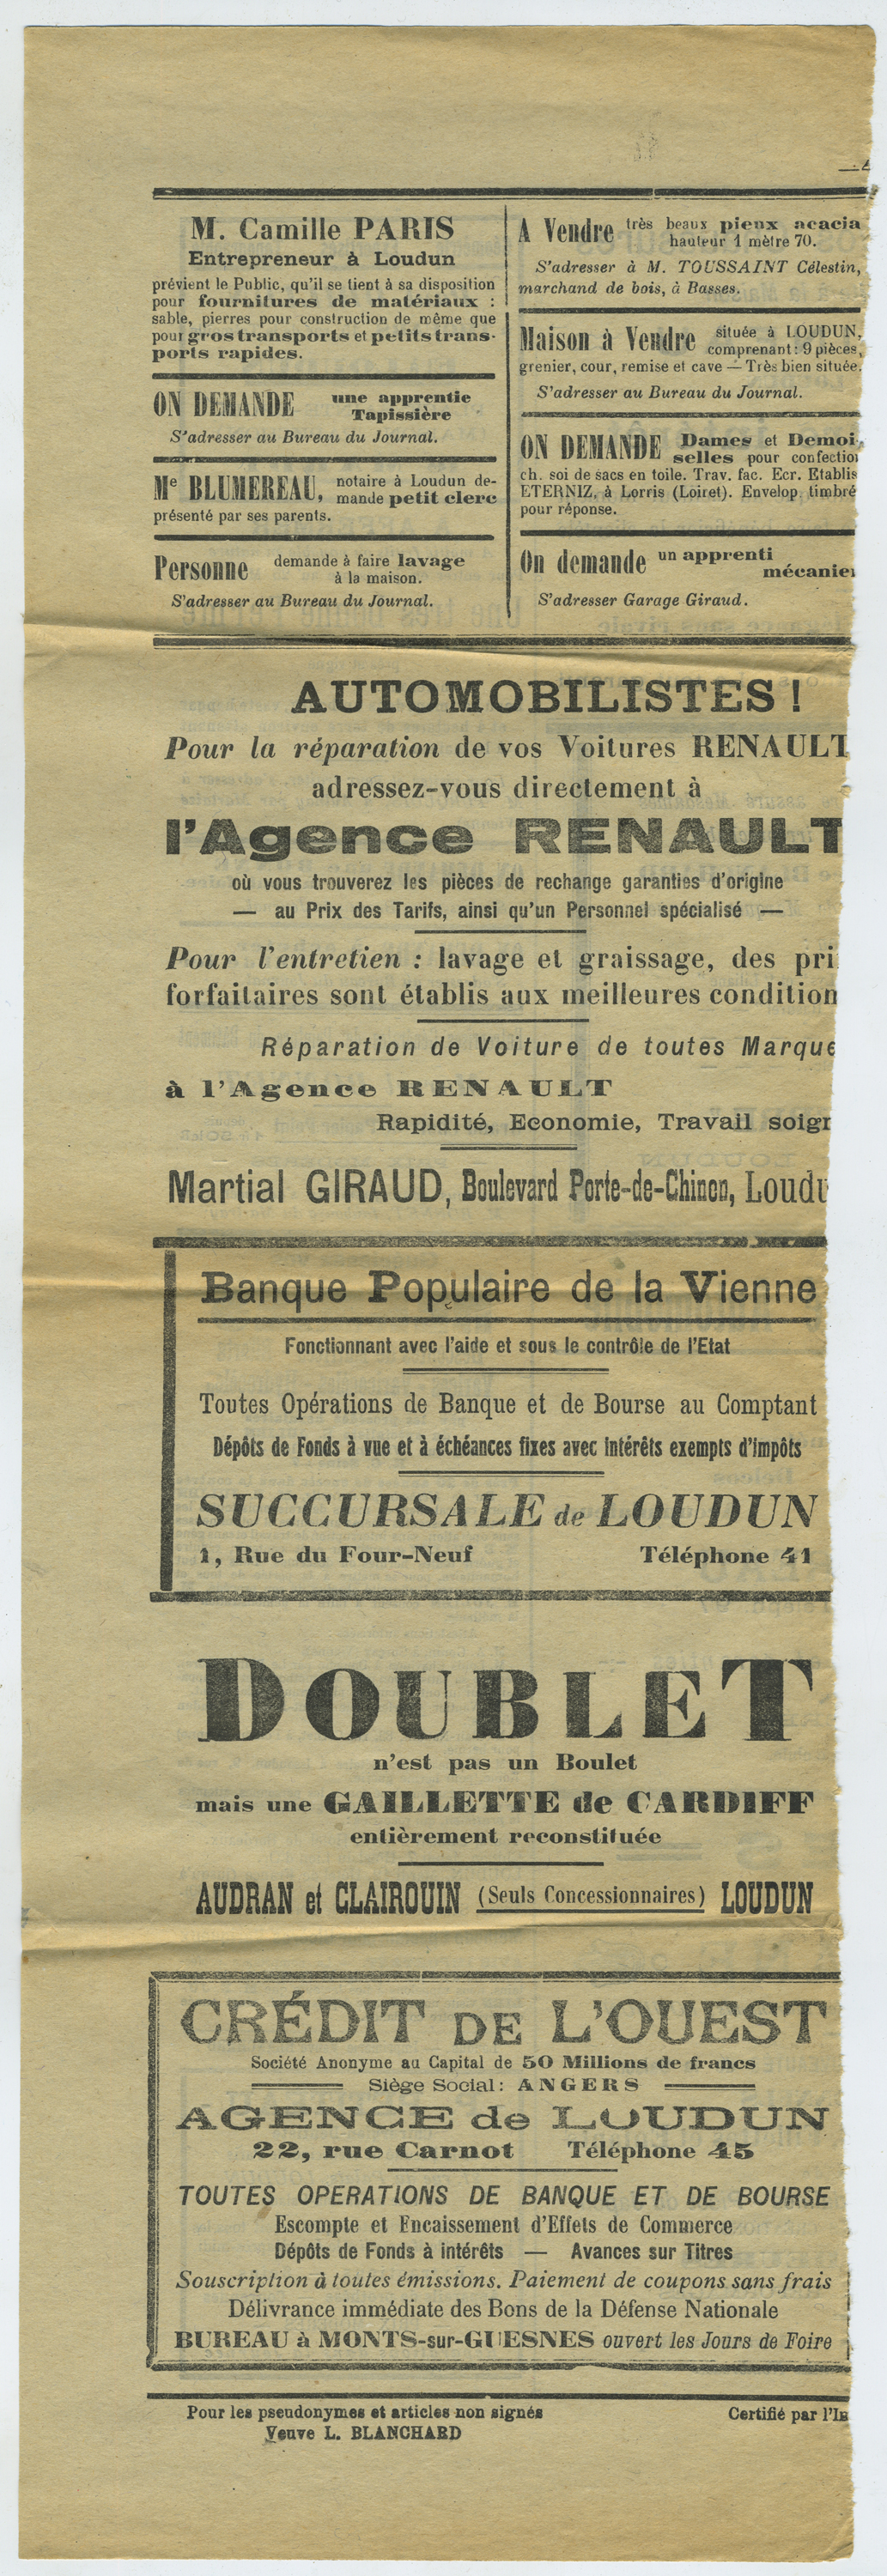 M. Camille PARIS
Entrepreneur à Loudun
prévient le Public, qu'il se tient à sa disposition
pour fournitures de matériaux :
sable, pierres pour construction de même que
pour gros transports et petits trans-
ports rapides.
ON DEMANDE une apprentie
Tapissière
S'adresser au Bureau du Journal.
Me BLUMEREAU, notaire à Loudun de-
mande petit clerc
présenté par ses parents.
Personne demande à faire lavage
à la maison.
S'adresser au Bureau du Journal.
A Vendre très beaux pieux acacia
hauteur 1 mètre 70.
S'adresser à M. TOUSSAINT Célestin,
marchand de bois, à Basses.
Maison à Vendre située à LOUDUN,
comprenant : 9 pièces,
grenier, cour, remise et cave — Très bien située.
S'adresser au Bureau du Journal.
ON DEMANDE Dames et Demoi-
selles pour confection
ch. soi de sacs en toile. Trav. fac. Ecr. Etablis
ETERNIZ, à Lorris (Loiret). Envelop. timbré
pour réponse.
On demande un apprenti
mécanie
S'adresser Garage Giraud.
AUTOMOBILISTES !
Pour la réparation de vos Voitures RENAULT
adressez-vous directement à
l'Agence RENAULT
où vous trouverez les pièces de rechange garanties d'origine
— au Prix des Tarifs, ainsi qu'un Personnel spécialisé —
Pour l'entretien : lavage et graissage, des pri
forfaitaires sont établis aux meilleures condition
Réparation de Voiture de toutes Marque
à l'Agence RENAULT
Rapidité, Economie, Travail soig
Martial GIRAUD, Boulevard Porte-de-Chinon, Loudu
Banque Populaire de la Vienne
Fonctionnant avec l'aide et sous le contrôle de l'Etat
Toutes Opérations de Banque et de Bourse au Comptant
Dépôts de Fonds à vue et à échéances fixes avec intérêts exempts d'impôts
SUCCURSALE de LOUDUN
1, Rue du Four-Neuf Téléphone 41
DOUBLET
n'est pas un Boulet
mais une GAILLETTE de CARDIFF
entièrement reconstituée
AUDRAN et CLAIROUIN (Seuls Concessionnaires) LOUDUN
CRÉDIT DE L'OUEST
Société Anonyme au Capital de 50 Millions de francs
Siège Social : ANGERS
AGENCE de LOUDUN
22, rue Carnot Téléphone 45
TOUTES OPERATIONS DE BANQUE ET DE BOURSE
Escompte et Encaissement d'Effets de Commerce
Dépôts de Fonds à intérêts — Avances sur Titres
Souscription à toutes émissions. Paiement de coupons sans frais
Délivrance immédiate des Bons de la Défense Nationale
BUREAU à MONTS-sur-GUESNES ouvert les Jours de Foire
Pour les pseudonymes et articles non signés
Veuve L. BLANCHARD
Certifié par l'I